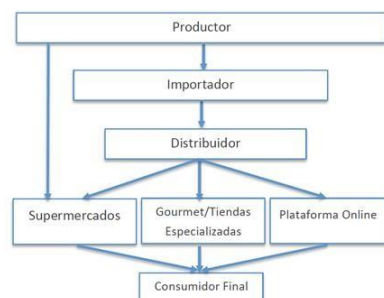 Productor
Importador
Distribuidor
Supermercados
Gourmet/Tiendas
Especializadas
Plataforma Online
Consumidor Final